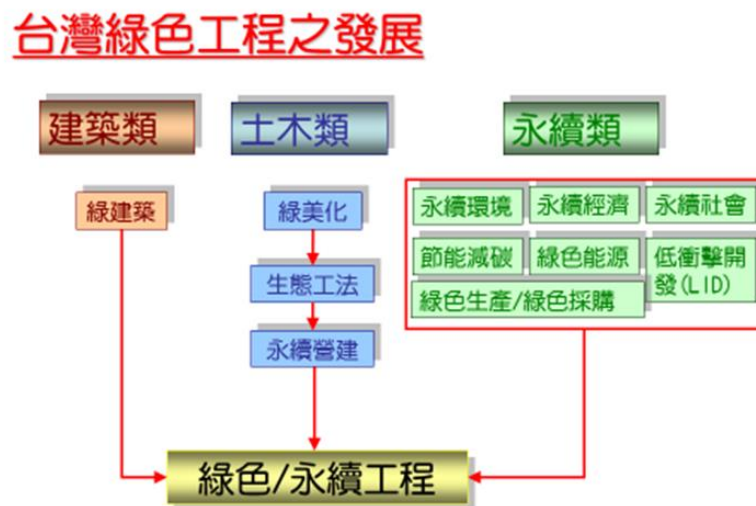 台灣綠色工程之發展
建築類
土木類
永續類
綠建築
綠美化
生態工法
永續營建
永續環境
永續經濟
永續社會
節能減碳
綠色能源
低衝擊開
發(LID)
綠色生產/綠色採購
綠色/永續工程